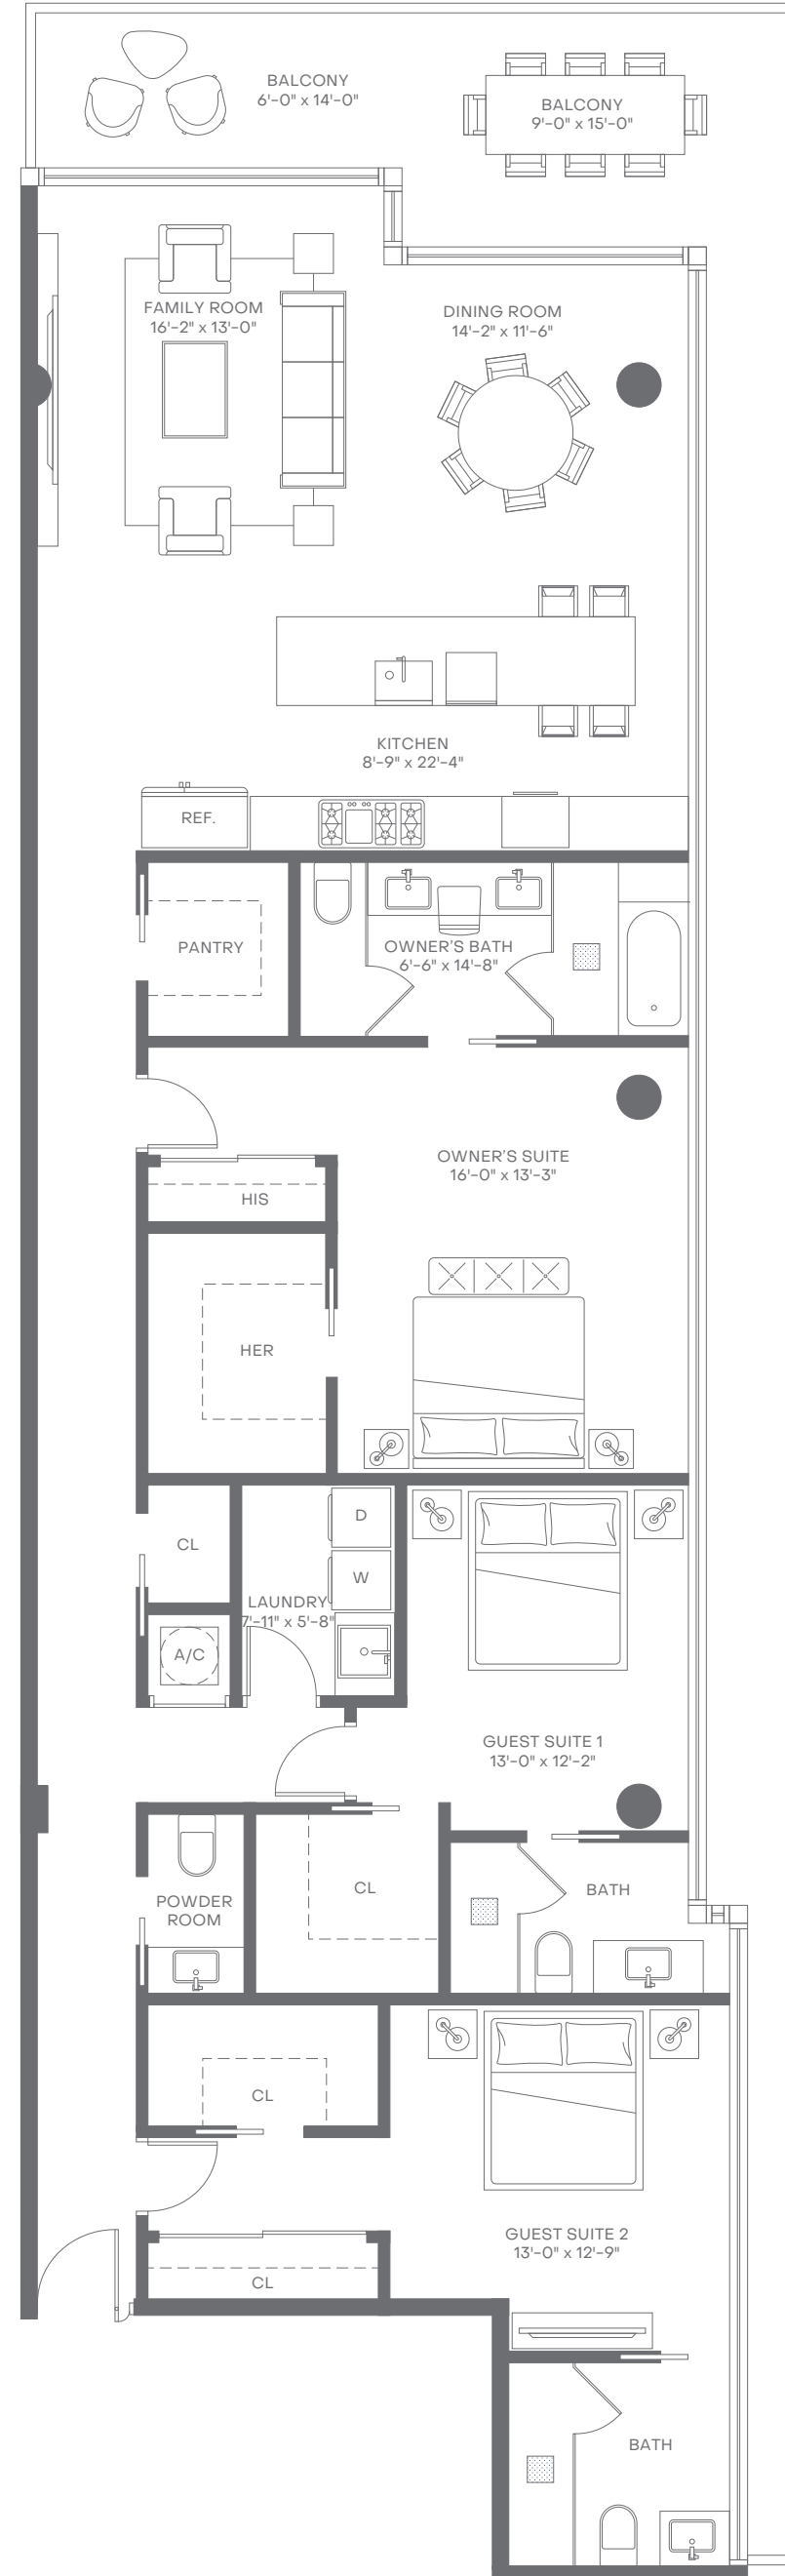 BALCONY
6'-0" x 14'-0"
BALCONY
9'-0" x 15'-0"
FAMILY ROOM
16'-2" x 13'-0"
DINING ROOM
14'-2" x 11'-6"
KITCHEN
8'-9" x 22'-4"
REF.
PANTRY
OWNER'S BATH
6'-6" x 14'-8"
OWNER'S SUITE
16'-0" x 13'-3"
HIS
HER
CL
D
W
LAUNDRY
7'-11" x 5'-8"
A/C
GUEST SUITE 1
13'-0" x 12'-2"
CL
BATH
POWDER
ROOM
CL
GUEST SUITE 2
13'-0" x 12'-9"
CL
BATH